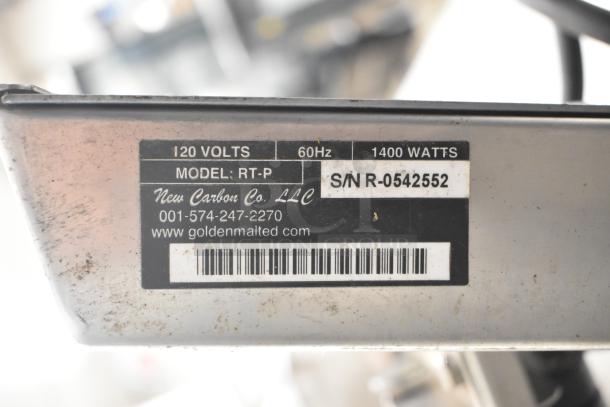 120 VOLTS 60Hz 1400 WATTS
MODEL: RT-P
S/N R-0542552
New Carbon Co. LLC
001-574-247-2270
www.goldenmalted.com